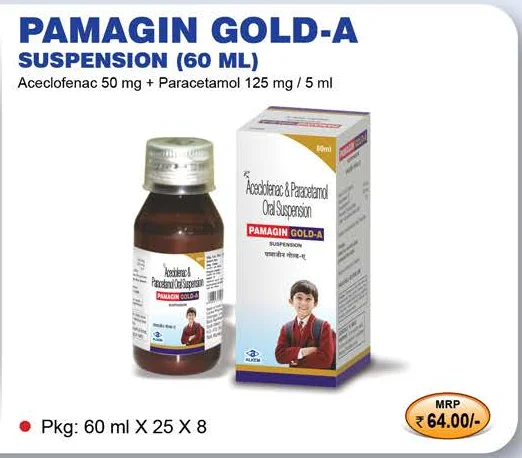 PAMAGIN GOLD-A
SUSPENSION (60 ML)
Aceclofenac 50 mg + Paracetamol 125 mg / 5 ml
60ml
Aceclofenac & Paracetamol
Oral Suspension
PAMAGIN GOLD-A
SUSPENSION
पामाजीन गोल्ड-ए
ALKEM
Aceclofenac &
Paracetamol Oral Suspension
PAMAGIN GOLD-A
Pkg: 60 ml X 25 X 8
MRP
₹ 64.00/-